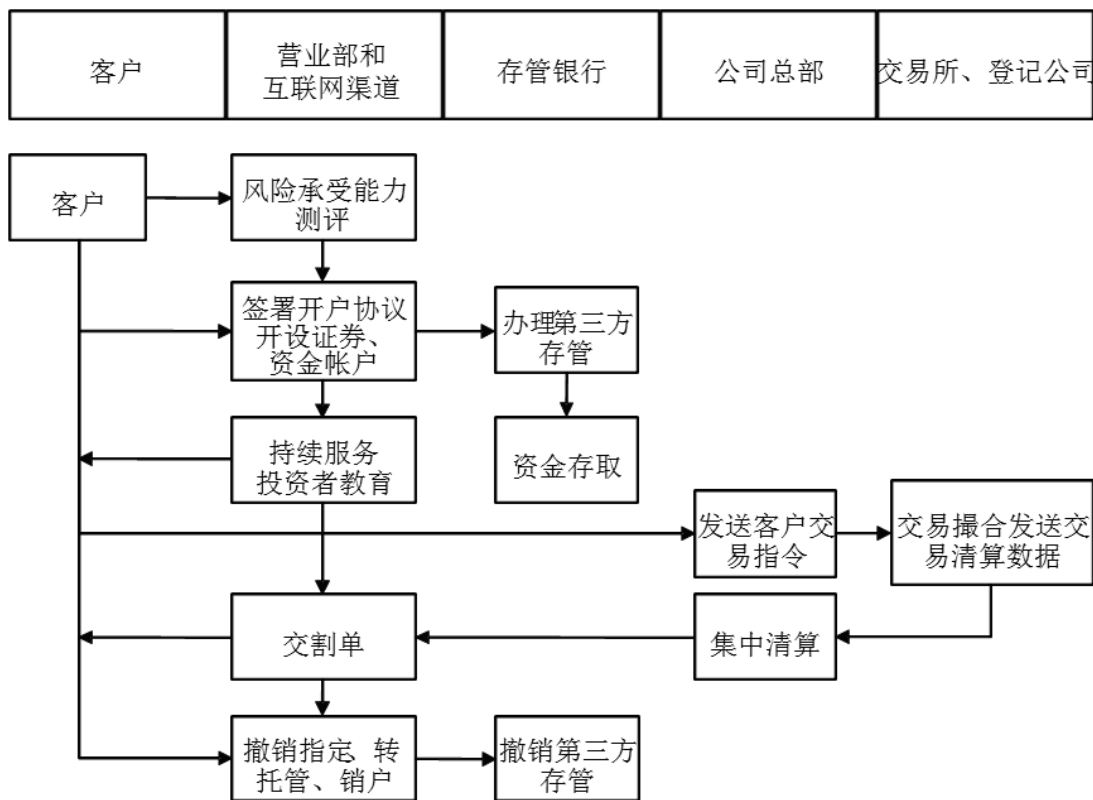 客户
营业部和
互联网渠道
存管银行
公司总部
交易所、登记公司
客户
风险承受能力
测评
签署开户协议
开设证券、
资金帐户
办理第三方
存管
持续服务
投资者教育
资金存取
发送客户交
易指令
交易撮合发送交
易清算数据
交割单
集中清算
撤销指定、转
托管、销户
撤销第三方
存管